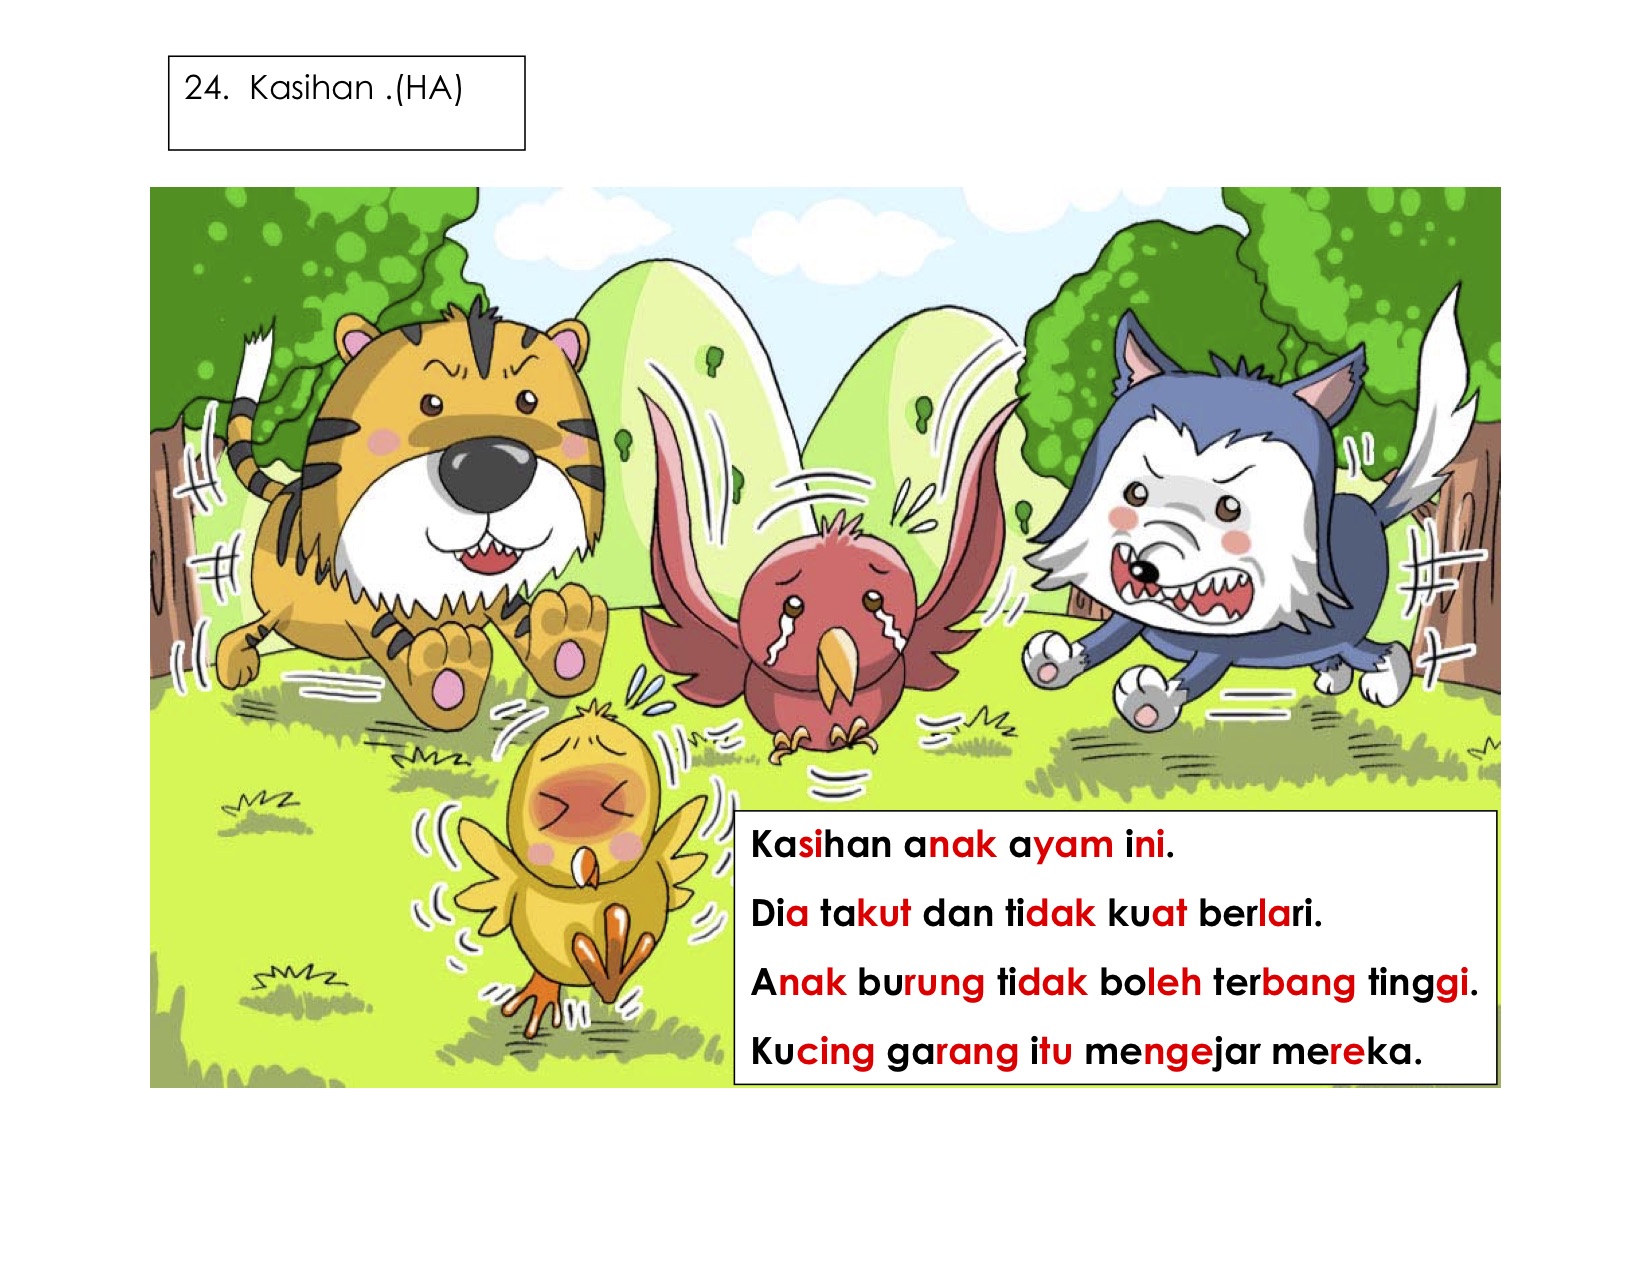 24.  Kasihan .(HA)
Kasihan anak ayam ini.
Dia takut dan tidak kuat berlari.
Anak burung tidak boleh terbang tinggi.
Kucing garang itu mengejar mereka.